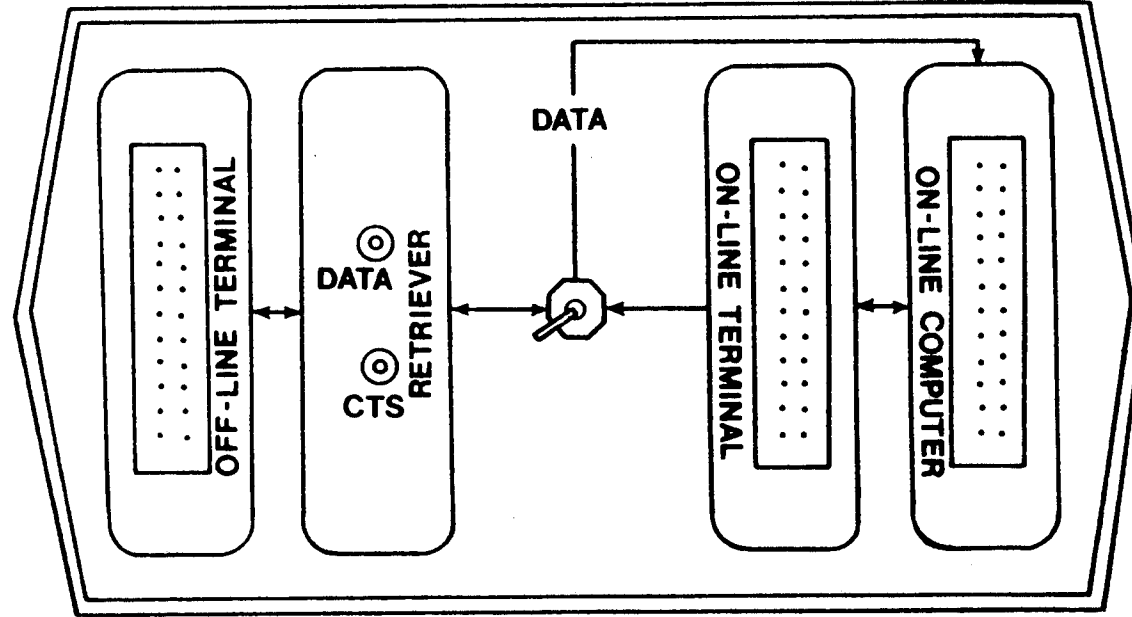 OFF-LINE TERMINAL
DATA
CTS
RETRIEVER
DATA
ON-LINE TERMINAL
ON-LINE COMPUTER